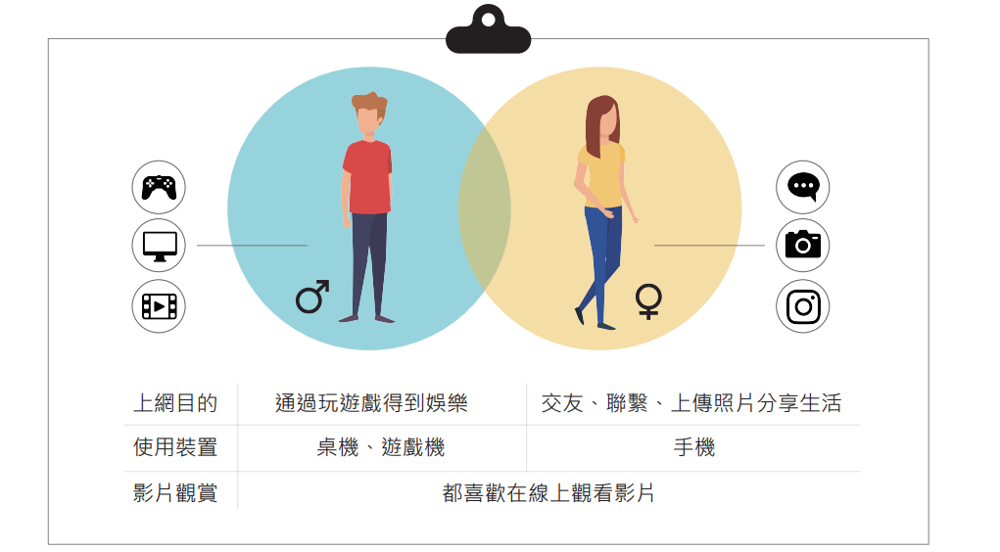 上網目的 通過玩遊戲得到娛樂 交友、聯繫、上傳照片分享生活
使用裝置 桌機、遊戲機 手機
影片觀賞 都喜歡在線上觀看影片